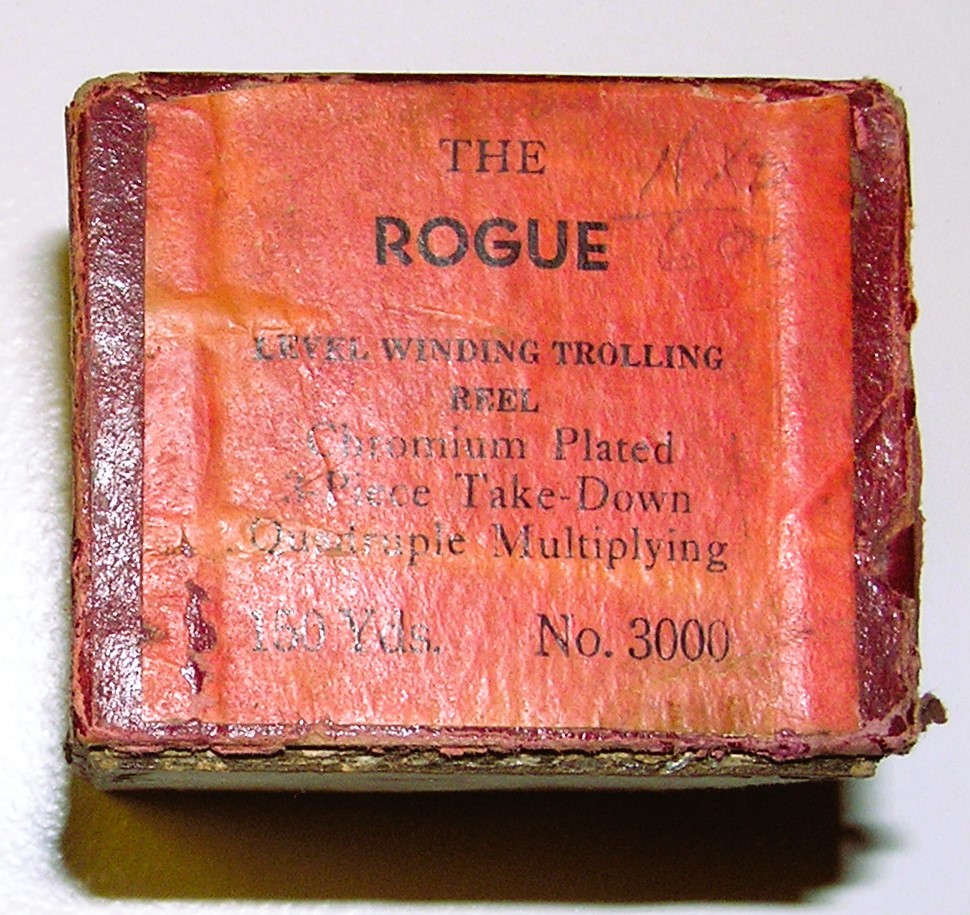 THE
ROGUE
LEVEL WINDING TROLLING
REEL
Chromium Plated
3-Piece Take-Down
Quadruple Multiplying
150 Yds. No. 3000